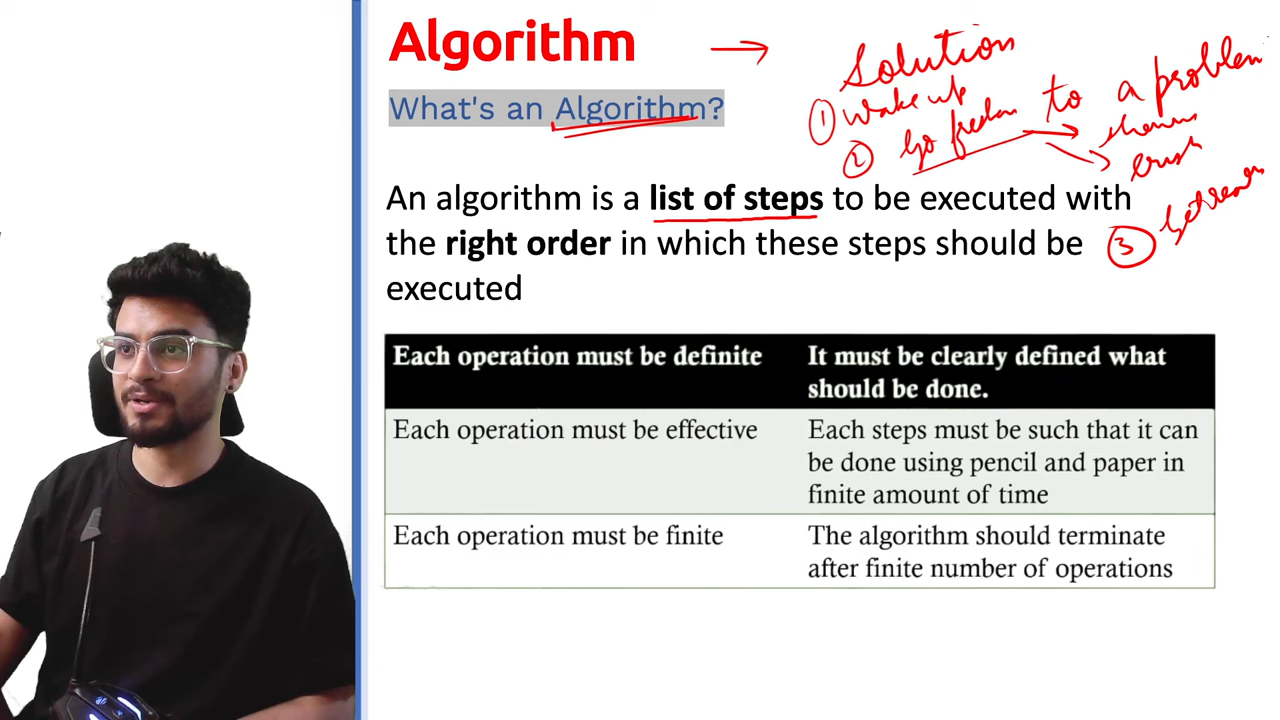 Algorithm
Solution
What's an Algorithm?
to a problem
① wake up
② Go
③
An algorithm is a list of steps to be executed with
the right order in which these steps should be
executed
Each operation must be definite
It must be clearly defined what
should be done.
Each operation must be effective
Each steps must be such that it can
be done using pencil and paper in
finite amount of time
Each operation must be finite
The algorithm should terminate
after finite number of operations